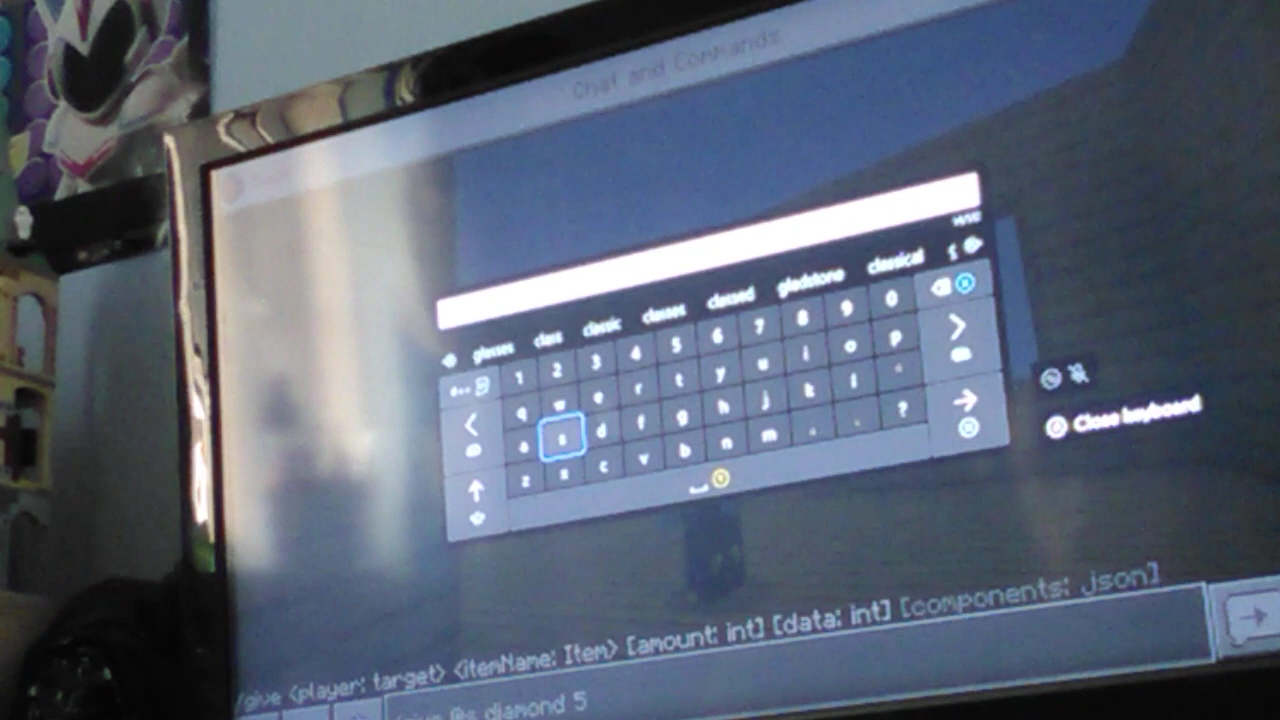 Chat and Commands
glasses class classic classes classed gladstone classical
1 2 3 4 5 6 7 8 9 0
q w e r t y u i o p
a s d f g h j k l
z x c v b n m , . ?
Close keyboard
/give <player: target> <itemName: Item> [amount: int] [data: int] [components: json]
@s diamond 5